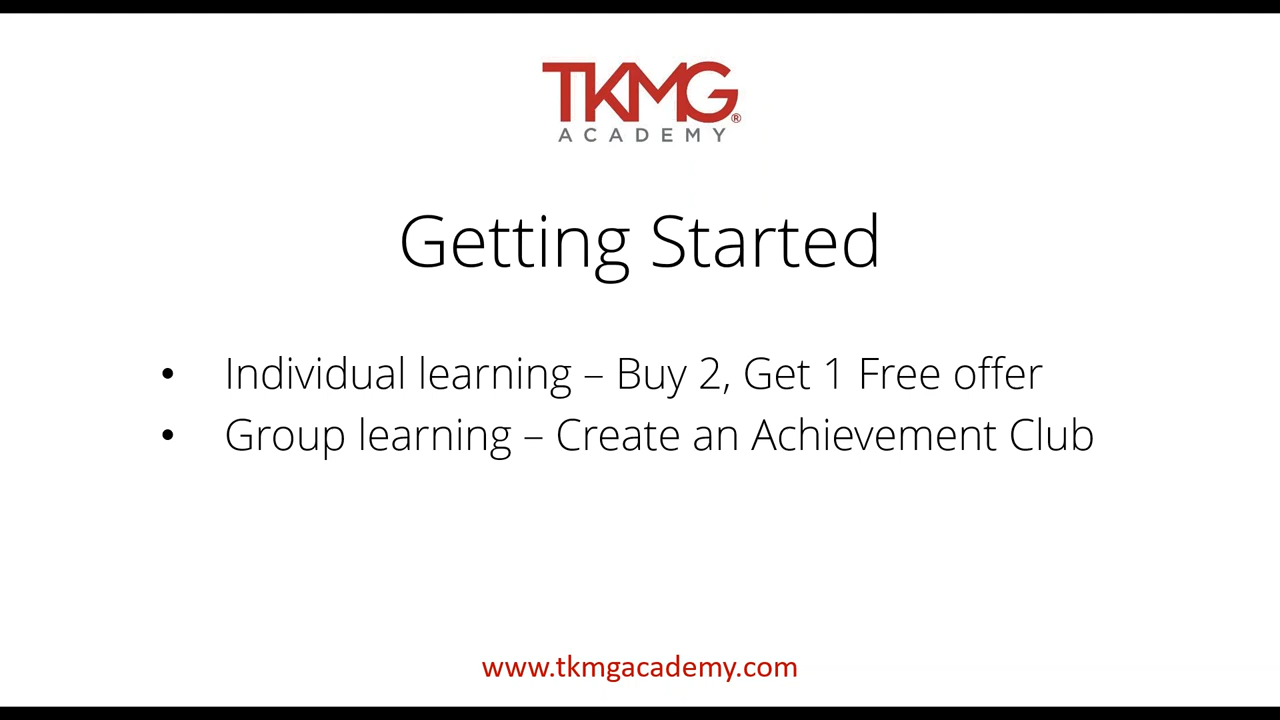 TKMG®
ACADEMY
Getting Started
• Individual learning – Buy 2, Get 1 Free offer
• Group learning – Create an Achievement Club
www.tkmgacademy.com